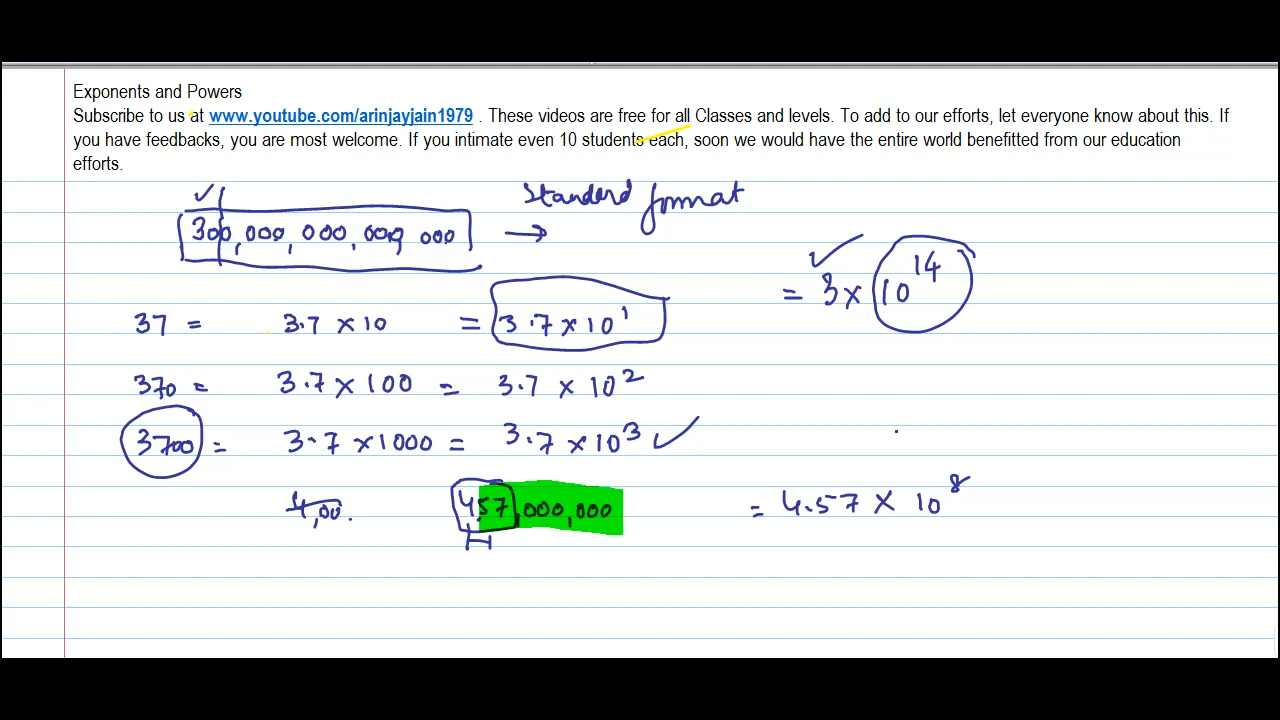 Exponents and Powers
Subscribe to us at www.youtube.com/arinjayjain1979 . These videos are free for all Classes and levels. To add to our efforts, let everyone know about this. If
you have feedbacks, you are most welcome. If you intimate even 10 students each, soon we would have the entire world benefitted from our education
efforts.
Standard format
300,000,000,000 000 →
= 3 × 10^14
37 = 3.7 × 10 = 3.7 × 10^1
370 = 3.7 × 100 = 3.7 × 10^2
3700 = 3.7 × 1000 = 3.7 × 10^3
4,00. 457,000,000 = 4.57 × 10^8